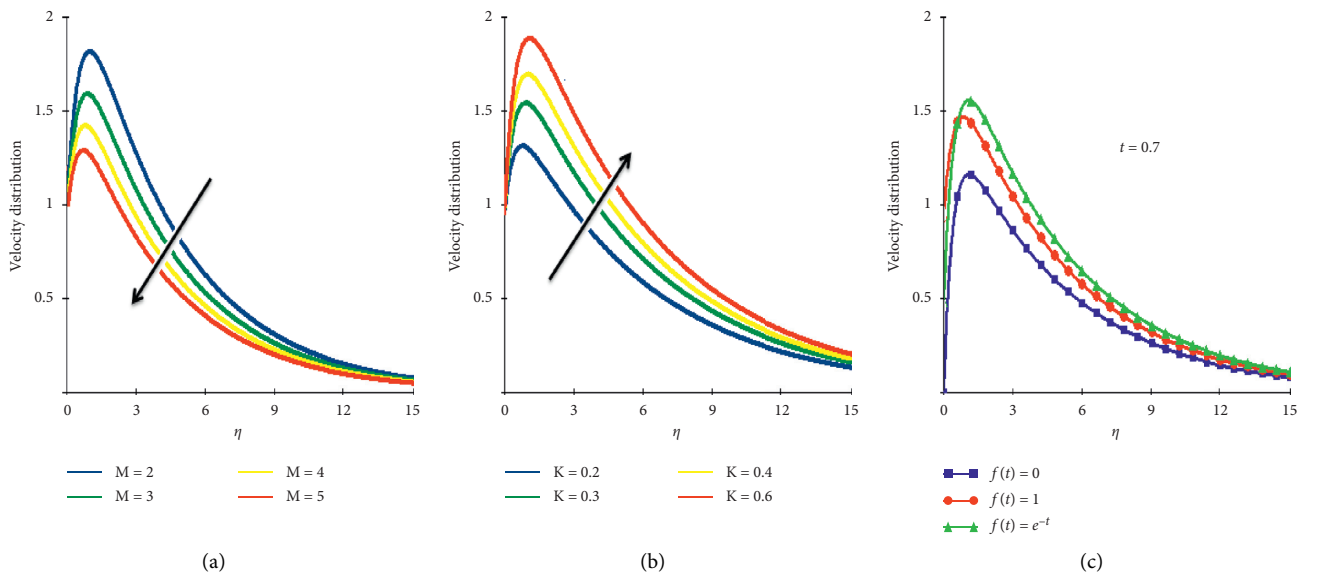 2
1.5
1
0.5
Velocity distribution
0 3 6 9 12 15
η
M = 2 M = 4
M = 3 M = 5
(a)
2
1.5
1
0.5
Velocity distribution
0 3 6 9 12 15
η
K = 0.2 K = 0.4
K = 0.3 K = 0.6
(b)
2
1.5
1
0.5
Velocity distribution
t = 0.7
0 3 6 9 12 15
η
f (t) = 0
f (t) = 1
f (t) = e⁻ᵗ
(c)